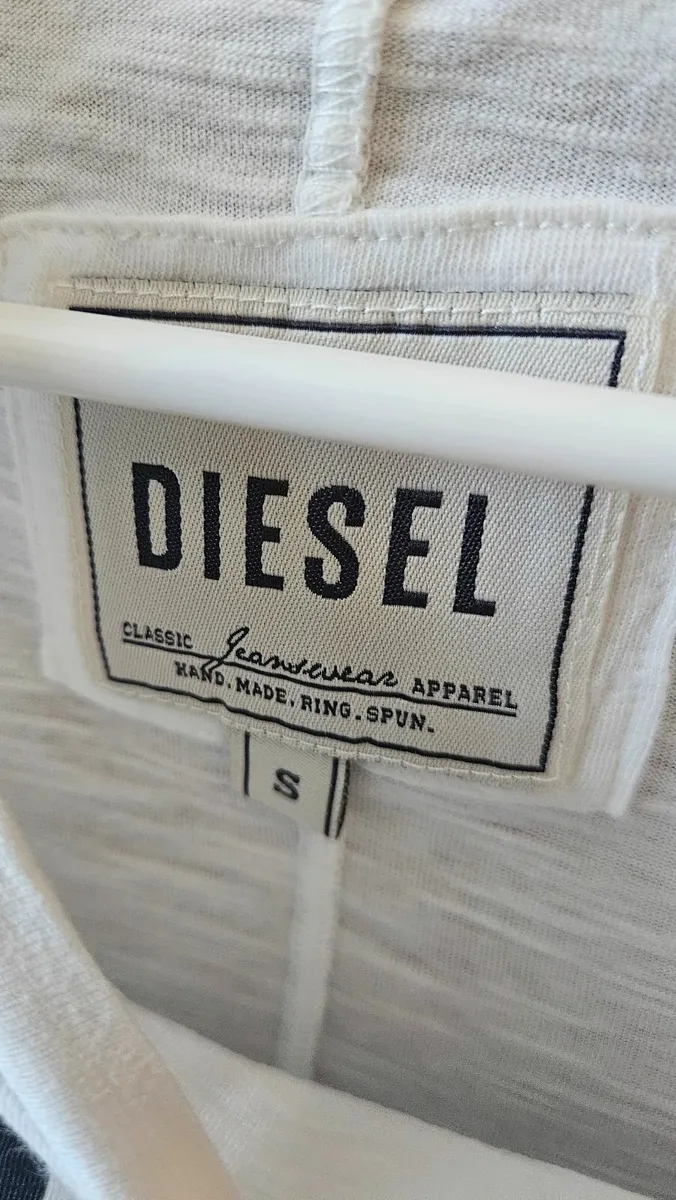 DIESEL
CLASSIC Jeanswear APPAREL
HAND.MADE.RING.SPUN.
S